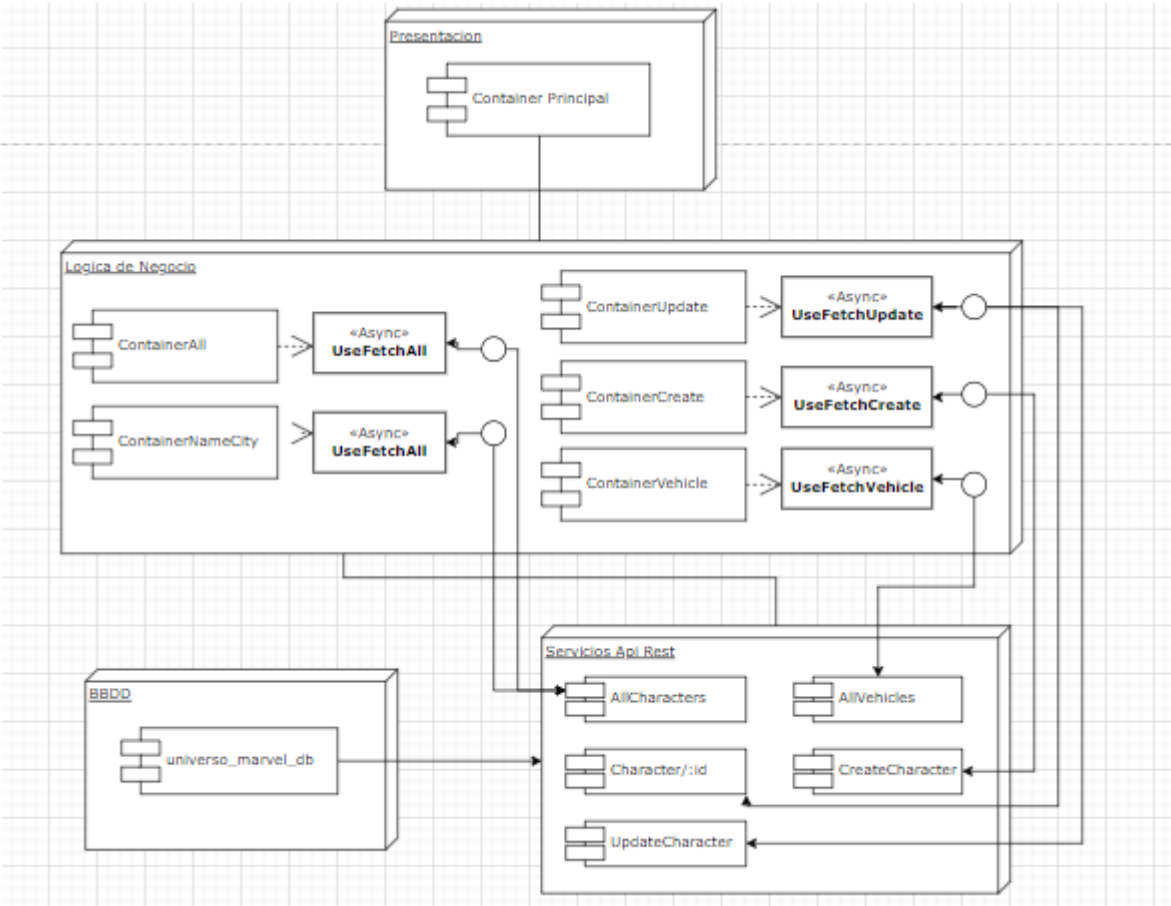 Presentacion
Container Principal
Logica de Negocio
ContainerAll
«Async»
UseFetchAll
ContainerNameCity
«Async»
UseFetchAll
ContainerUpdate
«Async»
UseFetchUpdate
ContainerCreate
«Async»
UseFetchCreate
ContainerVehicle
«Async»
UseFetchVehicle
BBDD
universo_marvel_db
Servicios Api Rest
AllCharacters
AllVehicles
Character/:id
CreateCharacter
UpdateCharacter